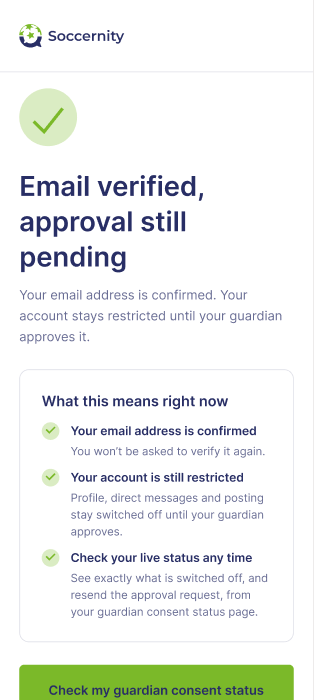 Soccernity
Email verified,
approval still
pending
Your email address is confirmed. Your
account stays restricted until your guardian
approves it.
What this means right now
Your email address is confirmed
You won't be asked to verify it again.
Your account is still restricted
Profile, direct messages and posting
stay switched off until your guardian
approves.
Check your live status any time
See exactly what is switched off, and
resend the approval request, from
your guardian consent status page.
Check my guardian consent status